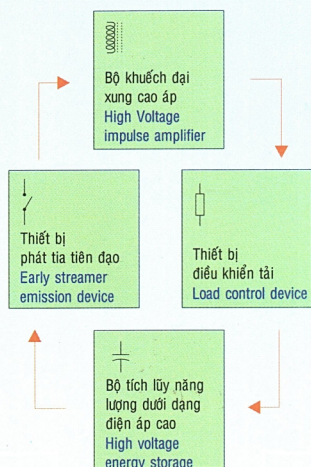 Bộ khuếch đại
xung cao áp
High Voltage
impulse amplifier
Thiết bị
phát tia tiên đạo
Early streamer
emission device
Thiết bị
điều khiển tải
Load control device
Bộ tích lũy năng
lượng dưới dạng
điện áp cao
High voltage
energy storage